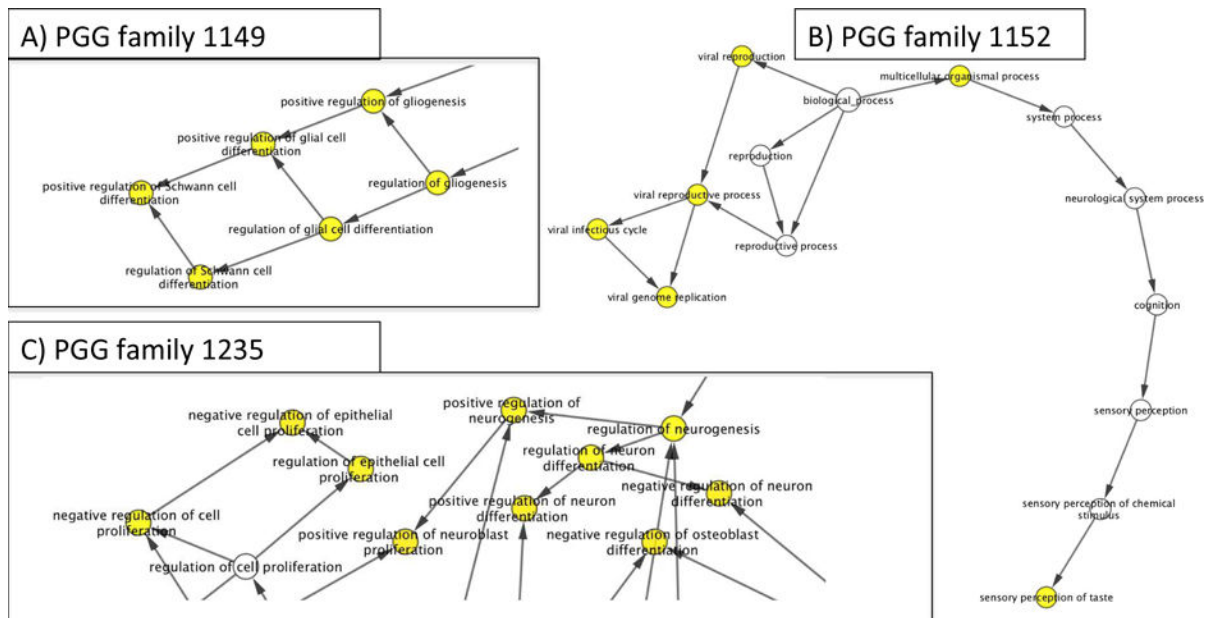 A) PGG family 1149
positive regulation of gliogenesis
positive regulation of glial cell
differentiation
positive regulation of Schwann cell
differentiation
regulation of gliogenesis
regulation of glial cell differentiation
regulation of Schwann cell
differentiation
B) PGG family 1152
viral reproduction
multicellular organismal process
biological_process
system process
reproduction
viral reproductive process
neurological system process
viral infectious cycle
reproductive process
viral genome replication
cognition
sensory perception
sensory perception of chemical
stimulus
sensory perception of taste
C) PGG family 1235
negative regulation of epithelial
cell proliferation
positive regulation of
neurogenesis
regulation of neurogenesis
regulation of epithelial cell
proliferation
regulation of neuron
differentiation
negative regulation of neuron
differentiation
positive regulation of neuron
differentiation
negative regulation of cell
proliferation
positive regulation of neuroblast
proliferation
negative regulation of osteoblast
differentiation
regulation of cell proliferation